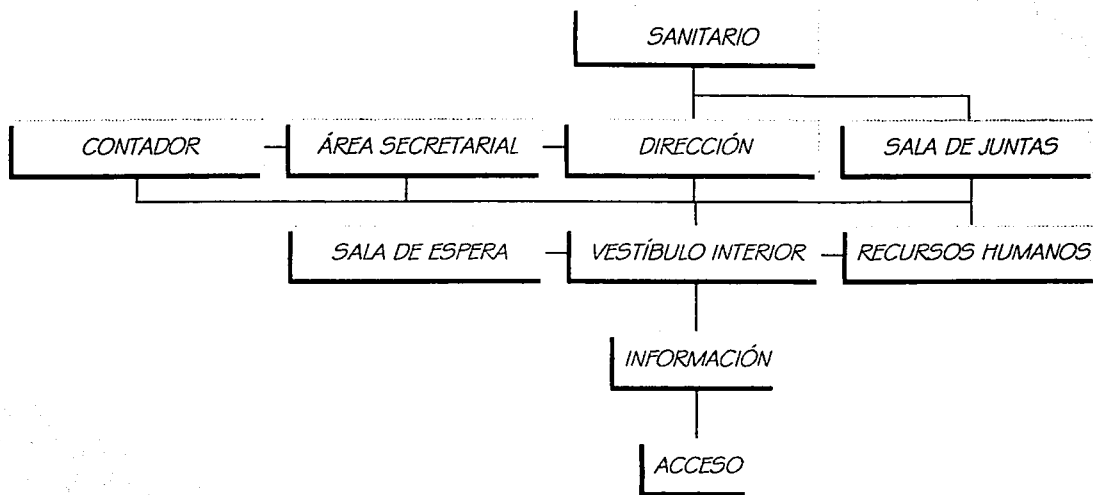 SANITARIO
CONTADOR
ÁREA SECRETARIAL
DIRECCIÓN
SALA DE JUNTAS
SALA DE ESPERA
VESTÍBULO INTERIOR
RECURSOS HUMANOS
INFORMACIÓN
ACCESO